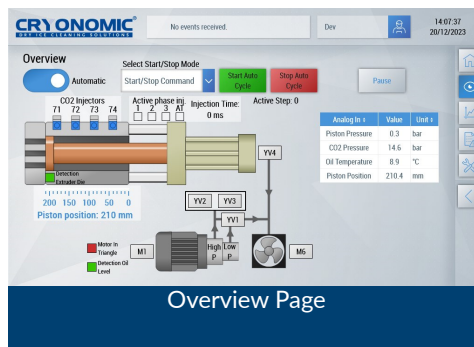 CRYONOMIC®
DRY ICE CLEANING SOLUTIONS
No events received.
Dev
14:07:37
20/12/2023
Overview
Automatic
Select Start/Stop Mode
Start/Stop Command
Start Auto
Cycle
Stop Auto
Cycle
Pause
CO2 Injectors
71 72 73 74
Active phase inj.
1 2 3 AT
Injection Time:
0 ms
Active Step: 0
Analog In Value Unit
Piston Pressure 0.3 bar
CO2 Pressure 14.6 bar
Oil Temperature 8.9 °C
Piston Position 210.4 mm
Detection
Extruder Die
200 150 100 50 0
Piston position: 210 mm
YV4
YV2 YV3
YV1
Motor In
Triangle
Detection Oil
Level
M1
High
P
Low
P
M6
Overview Page